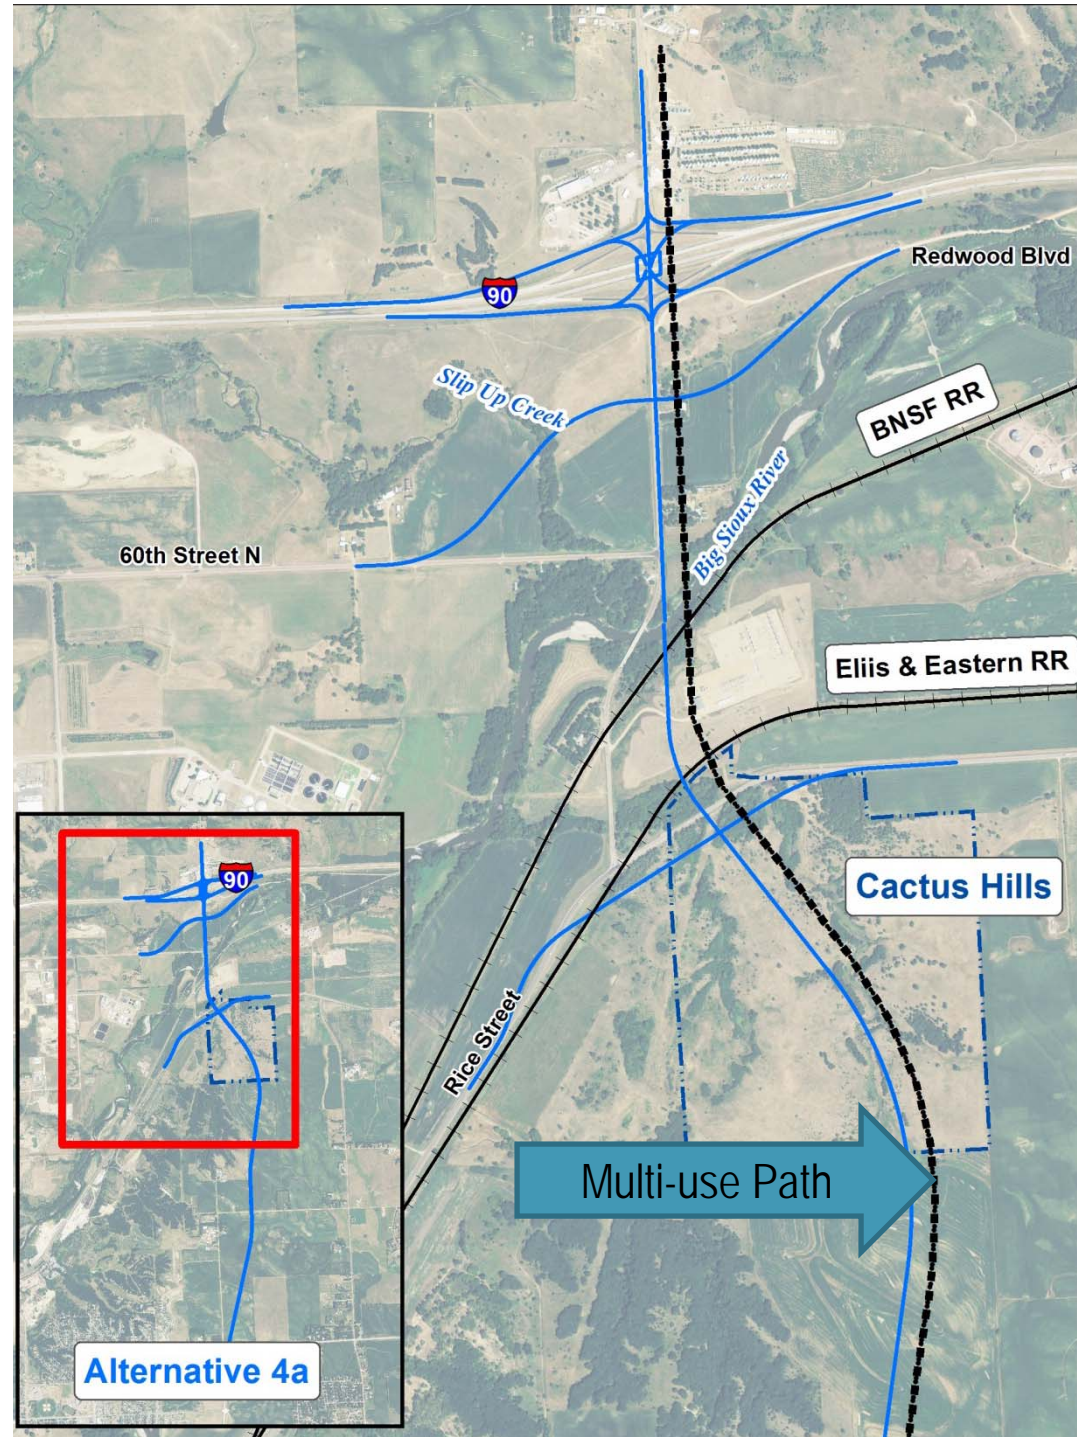 Redwood Blvd
90
Slip Up Creek
BNSF RR
Big Sioux River
60th Street N
Eliis & Eastern RR
90
Cactus Hills
Rice Street
Multi-use Path
Alternative 4a